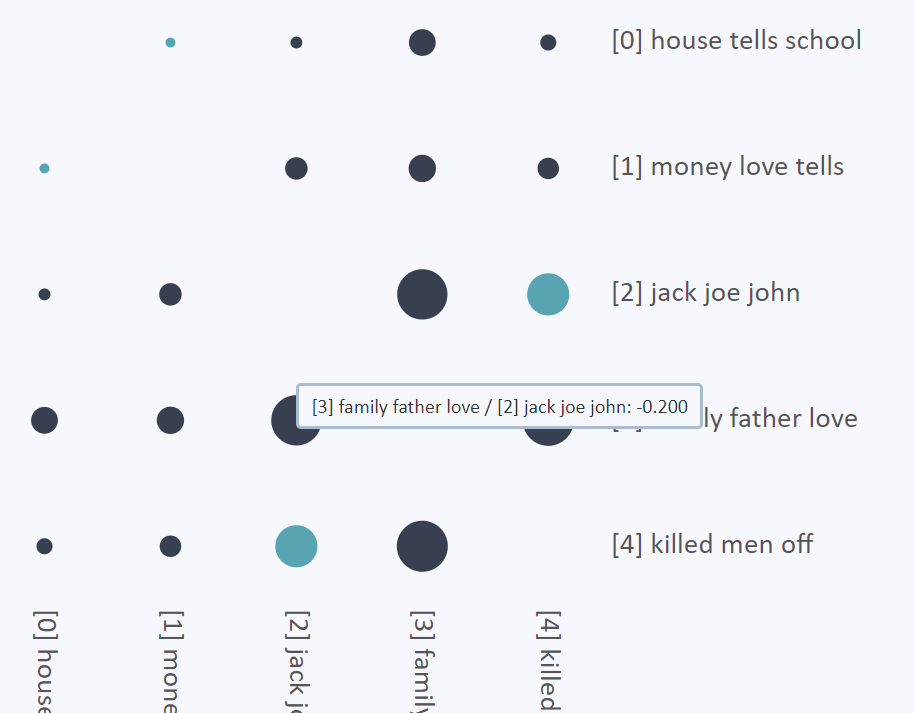 [0] house tells school
[1] money love tells
[2] jack joe john
[3] family father love / [2] jack joe john: -0.200
ly father love
[4] killed men off
[0] house
[1] mone
[2] jack jo
[3] family
[4] killed